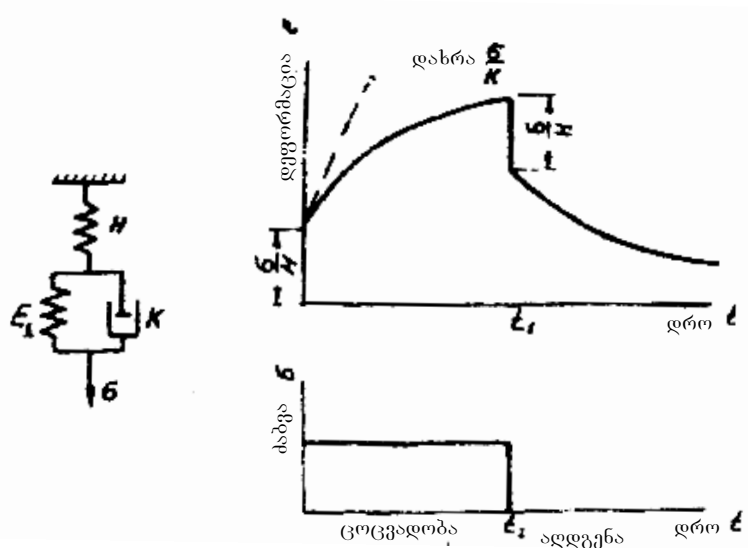 დახრა σ/K
დეფორმაცია
σ/H
σ/H
t₁
დრო t
H
E₁
K
σ
σ
ძაბვა
t₁
ცოცვადობა
აღდგენა
დრო t